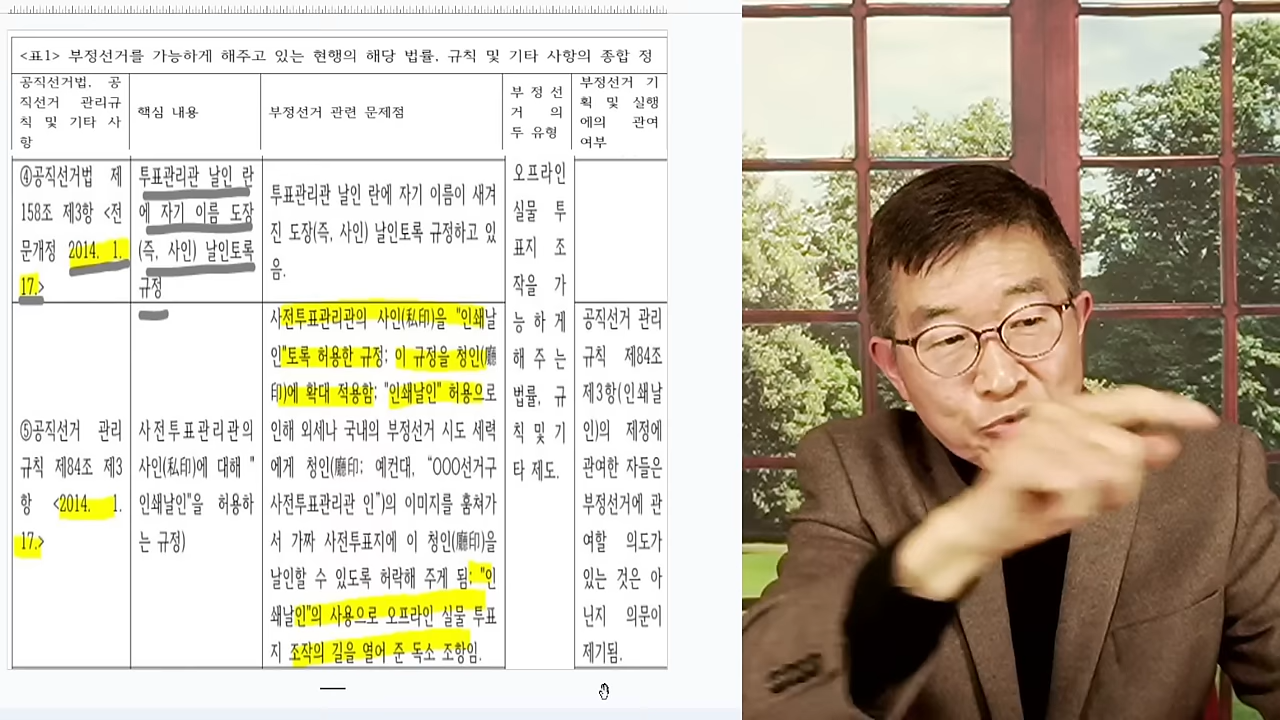 <표1> 부정선거를 가능하게 해주고 있는 현행의 해당 법률, 규칙 및 기타 사항의 종합 정
공직선거법, 공
직선거 관리규
칙 및 기타 사
항
핵심 내용
부정선거 관련 문제점
부 정 선
거 의
두 유형
부정선거 기
획 및 실행
에의 관여
여부
④공직선거법 제
158조 제3항 <전
문개정 2014. 1.
17.>
투표관리관 날인 란
에 자기 이름 도장
(즉, 사인) 날인토록
규정
투표관리관 날인 란에 자기 이름이 새겨
진 도장(즉, 사인) 날인토록 규정하고 있
음.
오프라인
실물 투
표지 조
작을 가
능 하 게
해 주 는
법률, 규
칙 및 기
타 제도.
⑤공직선거 관리
규칙 제84조 제3
항 <2014. 1.
17.>
사전투표관리관의
사인(私印)에 대해 "
인쇄날인"을 허용하
는 규정)
사전투표관리관의 사인(私印)을 "인쇄날
인"토록 허용한 규정; 이 규정을 청인(廳
印)에 확대 적용함; "인쇄날인" 허용으로
인해 외세나 국내의 부정선거 시도 세력
에게 청인(廳印; 예컨대, “OOO선거구
사전투표관리관 인”)의 이미지를 훔쳐가
서 가짜 사전투표지에 이 청인(廳印)을
날인할 수 있도록 허락해 주게 됨; "인
쇄날인"의 사용으로 오프라인 실물 투표
지 조작의 길을 열어 준 독소 조항임.
공직선거 관리
규칙 제84조
제3항(인쇄날
인)의 제정에
관여한 자들은
부정선거에 관
여할 의도가
있는 것은 아
닌지 의문이
제기됨.